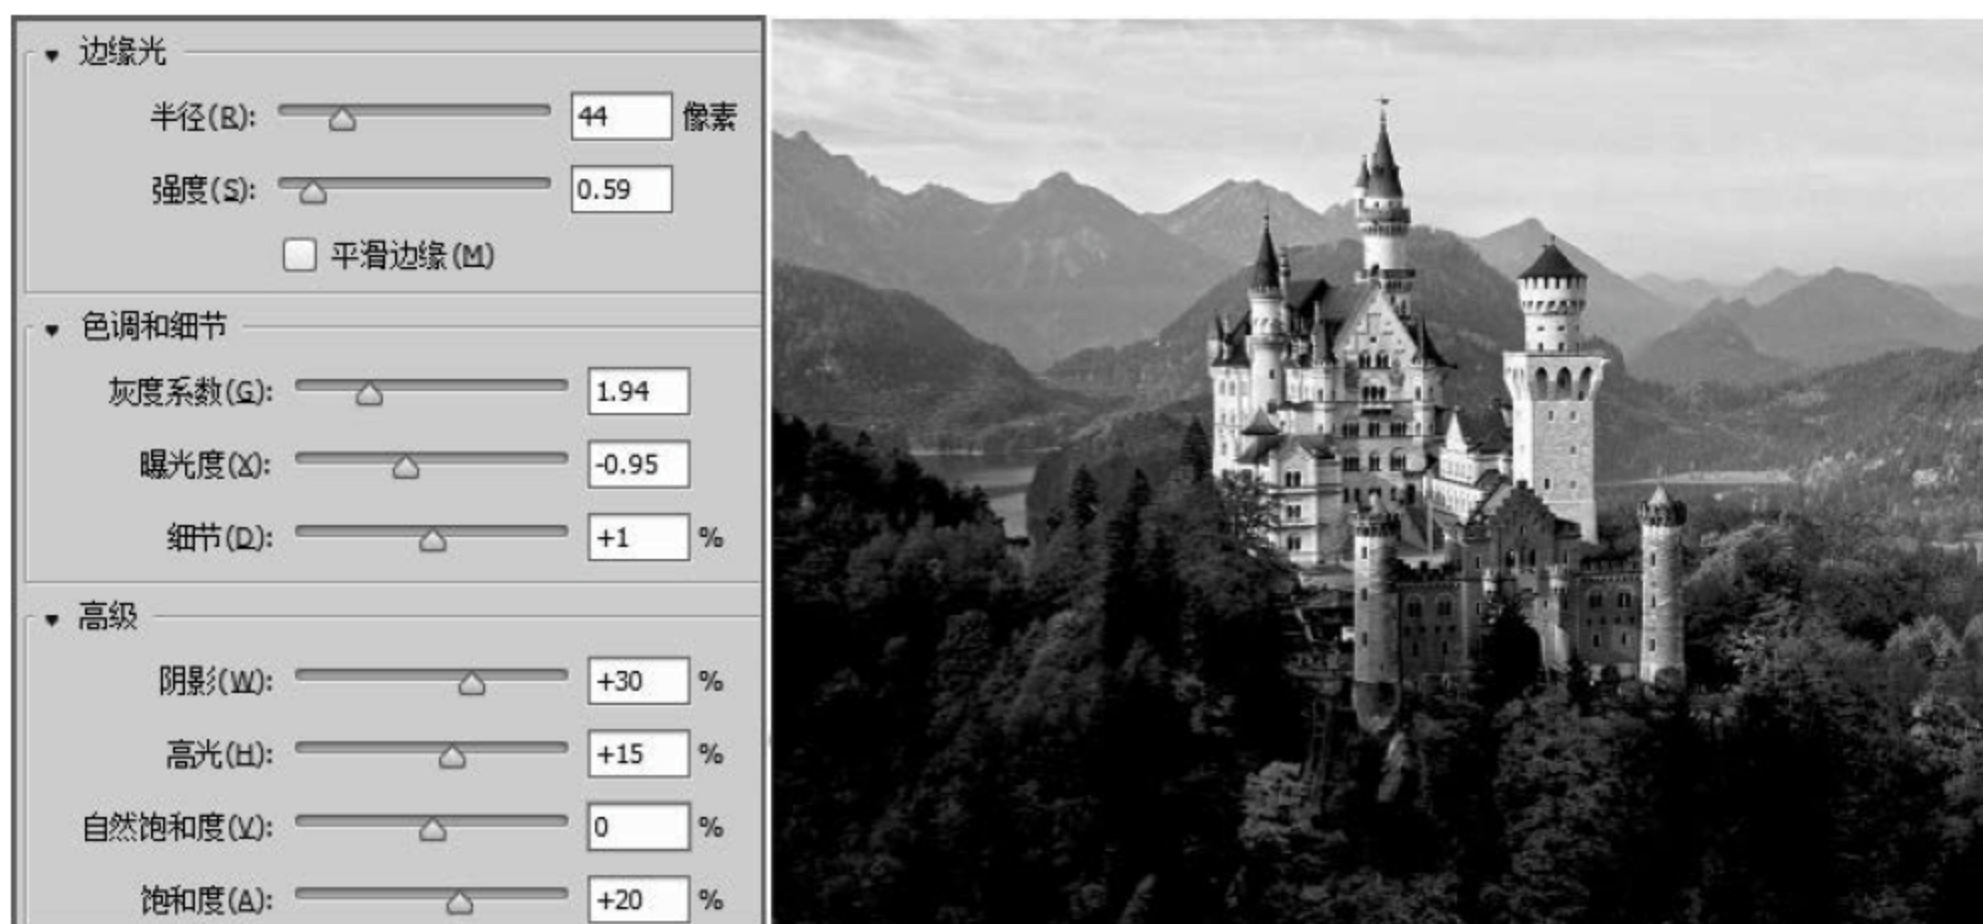 边缘光
半径(R): 44 像素
强度(S): 0.59
平滑边缘(M)
色调和细节
灰度系数(G): 1.94
曝光度(X): -0.95
细节(D): +1 %
高级
阴影(W): +30 %
高光(H): +15 %
自然饱和度(V): 0 %
饱和度(A): +20 %